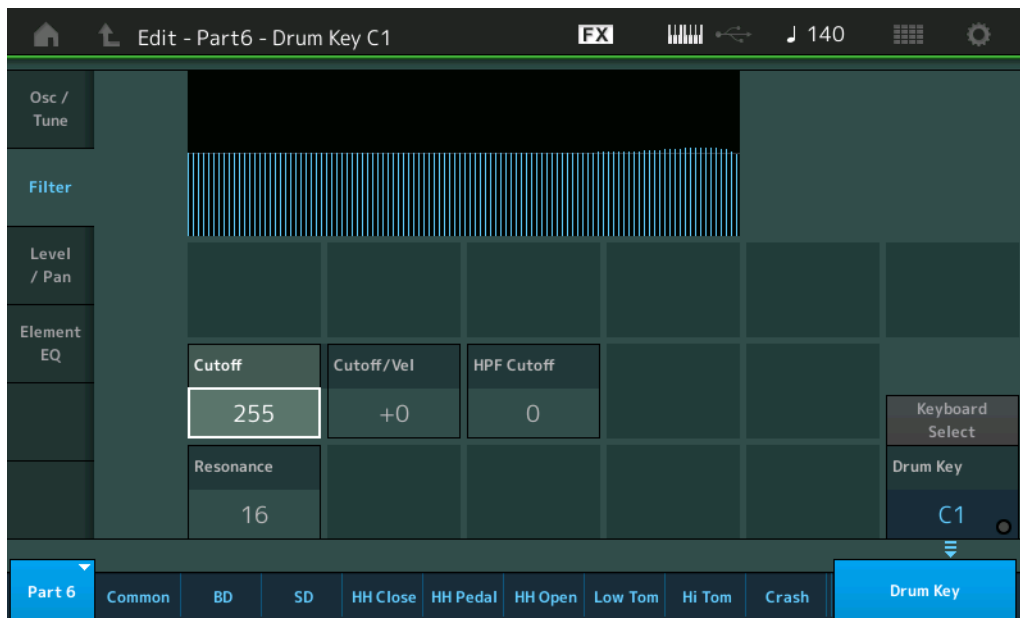 Edit - Part6 - Drum Key C1
FX
♩ 140
Osc /
Tune
Filter
Level
/ Pan
Element
EQ
Cutoff
255
Cutoff/Vel
+0
HPF Cutoff
0
Resonance
16
Keyboard
Select
Drum Key
C1
Part 6
Common
BD
SD
HH Close
HH Pedal
HH Open
Low Tom
Hi Tom
Crash
Drum Key